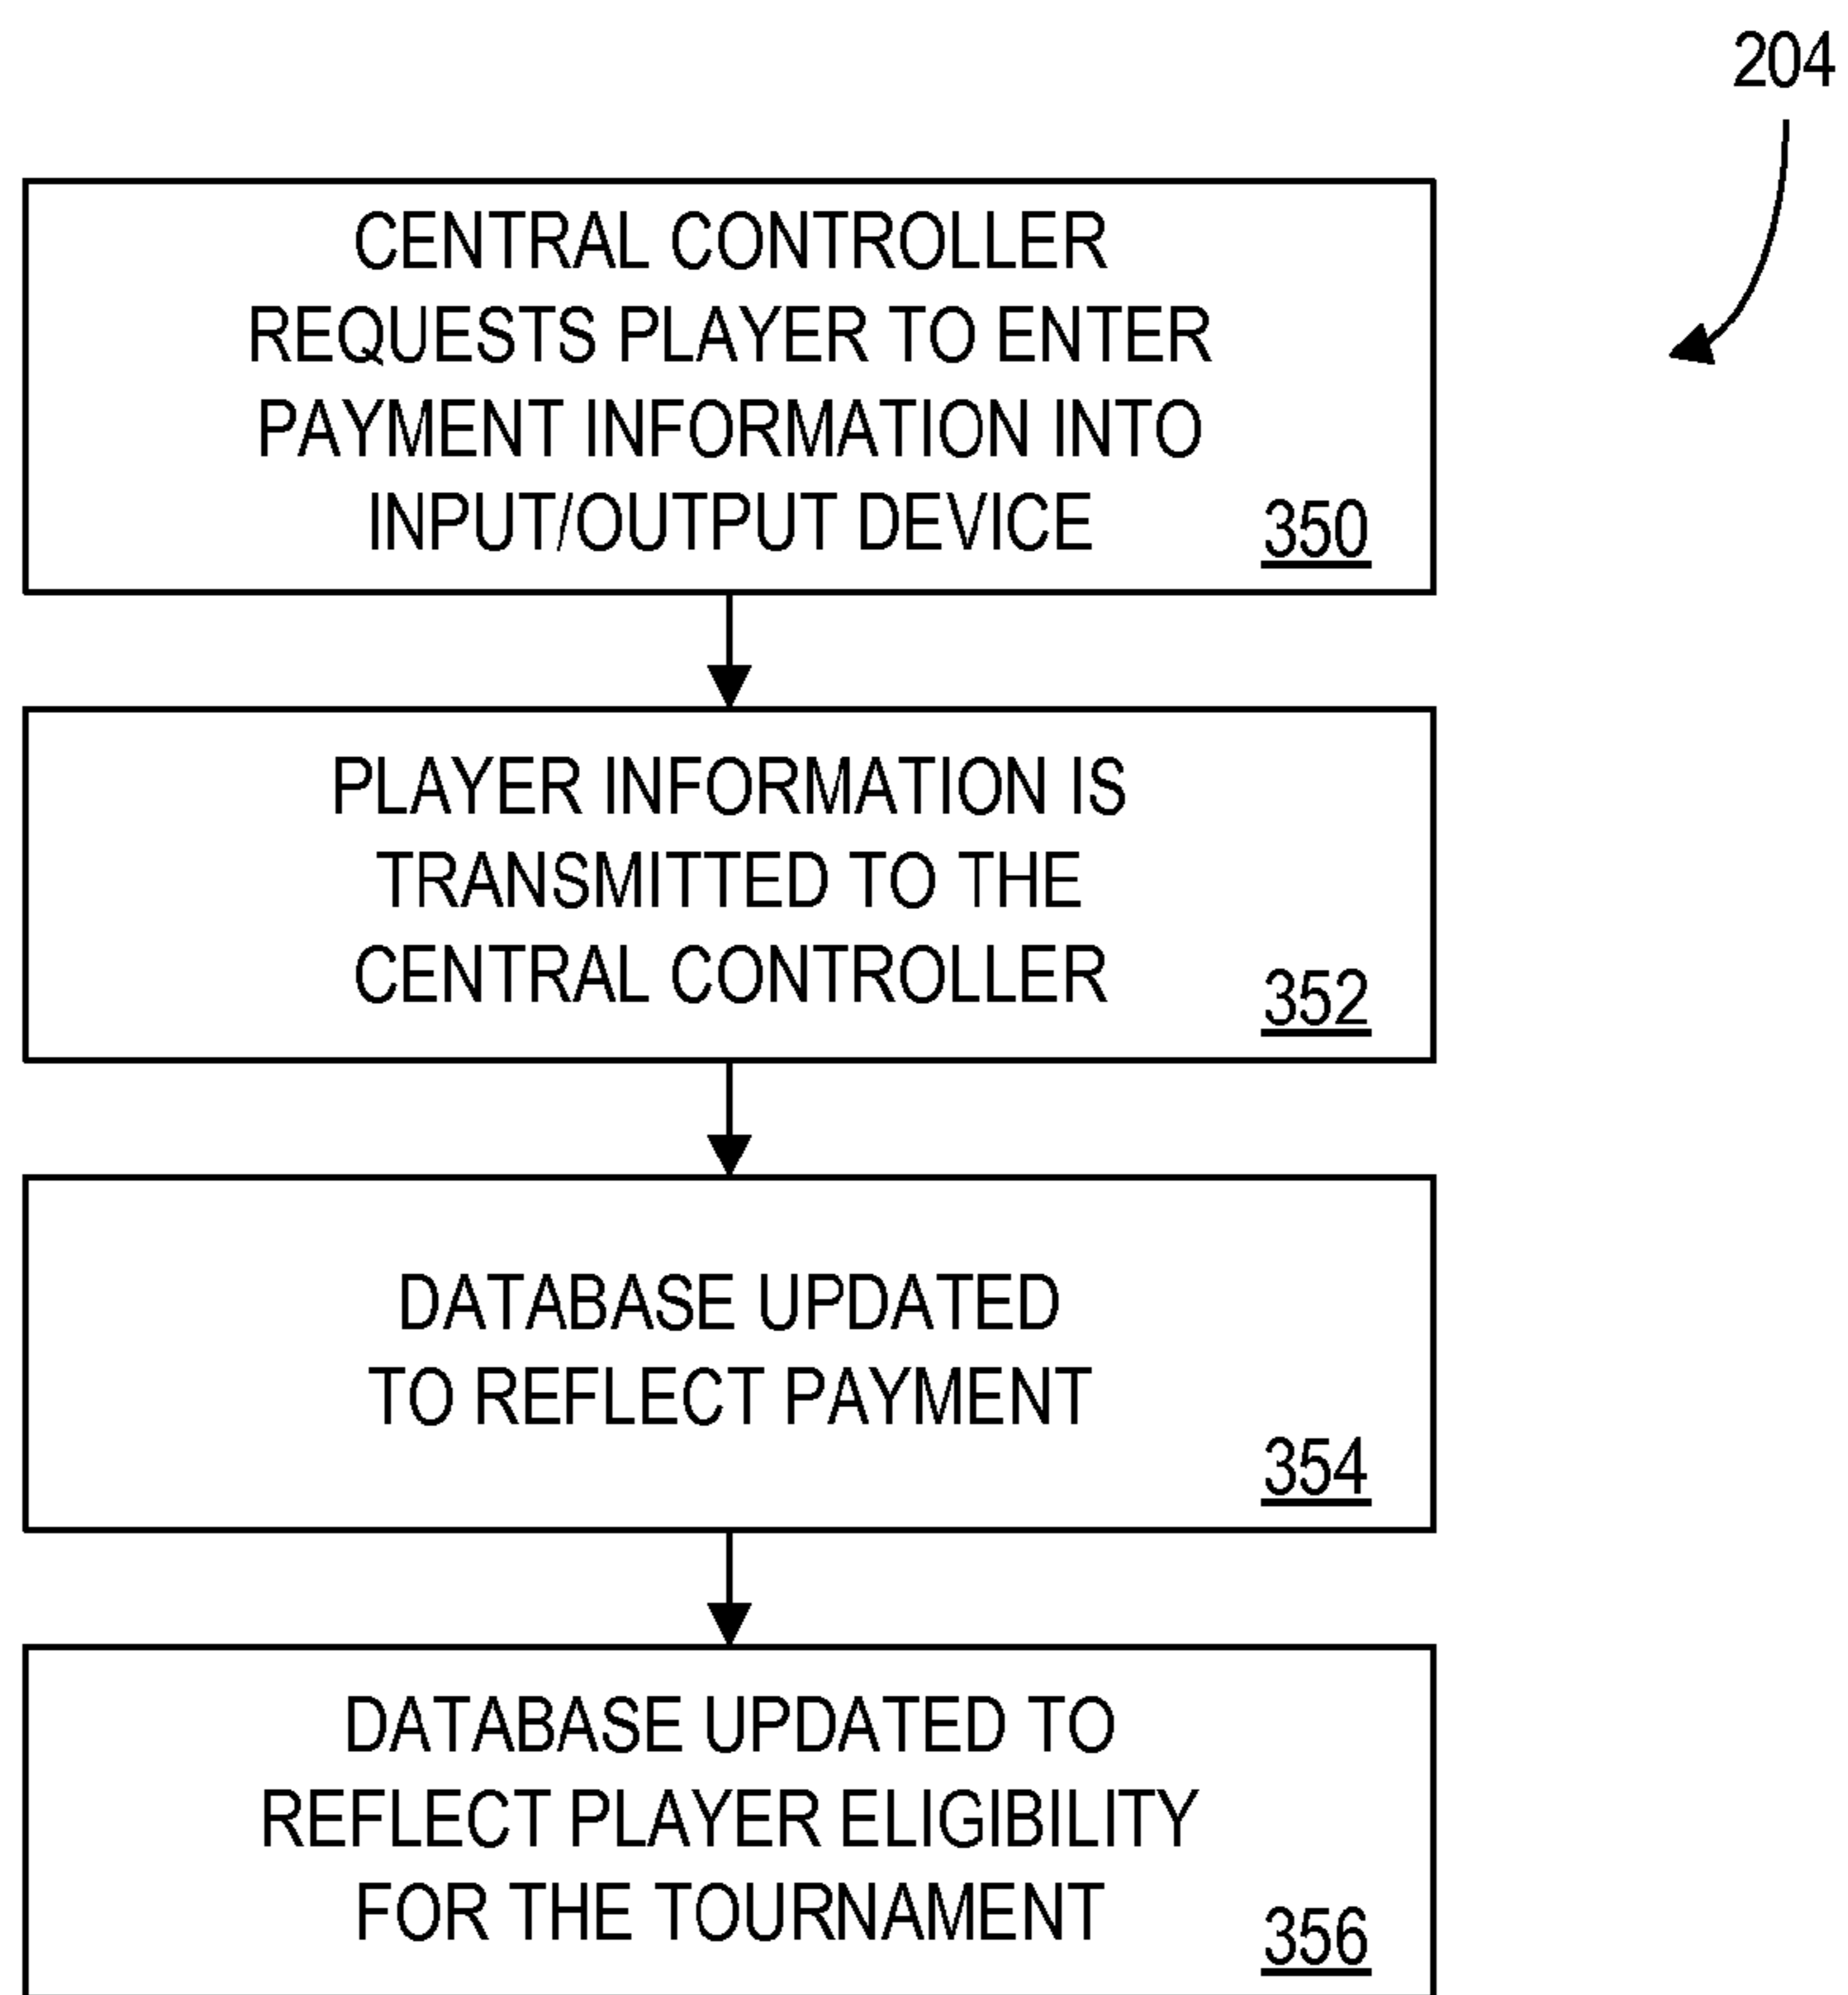 204
CENTRAL CONTROLLER
REQUESTS PLAYER TO ENTER
PAYMENT INFORMATION INTO
INPUT/OUTPUT DEVICE
350
PLAYER INFORMATION IS
TRANSMITTED TO THE
CENTRAL CONTROLLER
352
DATABASE UPDATED
TO REFLECT PAYMENT
354
DATABASE UPDATED TO
REFLECT PLAYER ELIGIBILITY
FOR THE TOURNAMENT
356